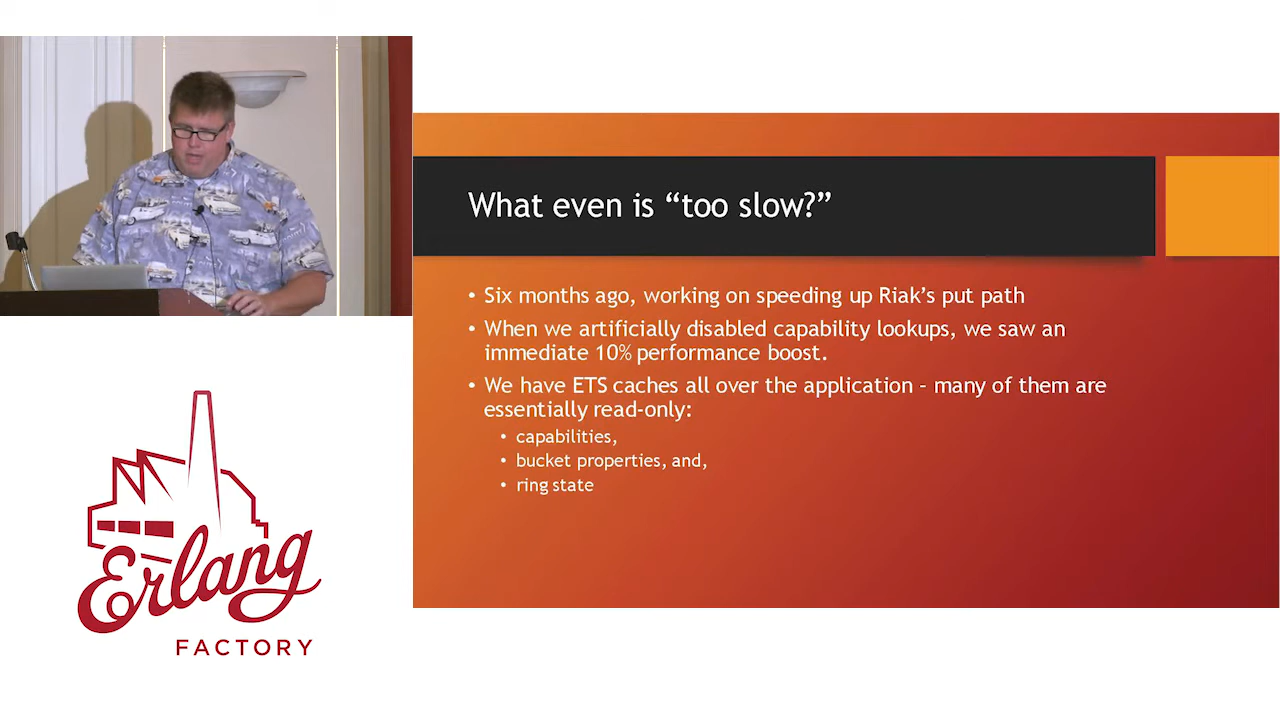 What even is “too slow?”
• Six months ago, working on speeding up Riak’s put path
• When we artificially disabled capability lookups, we saw an
immediate 10% performance boost.
• We have ETS caches all over the application – many of them are
essentially read-only:
• capabilities,
• bucket properties, and,
• ring state
Erlang
FACTORY